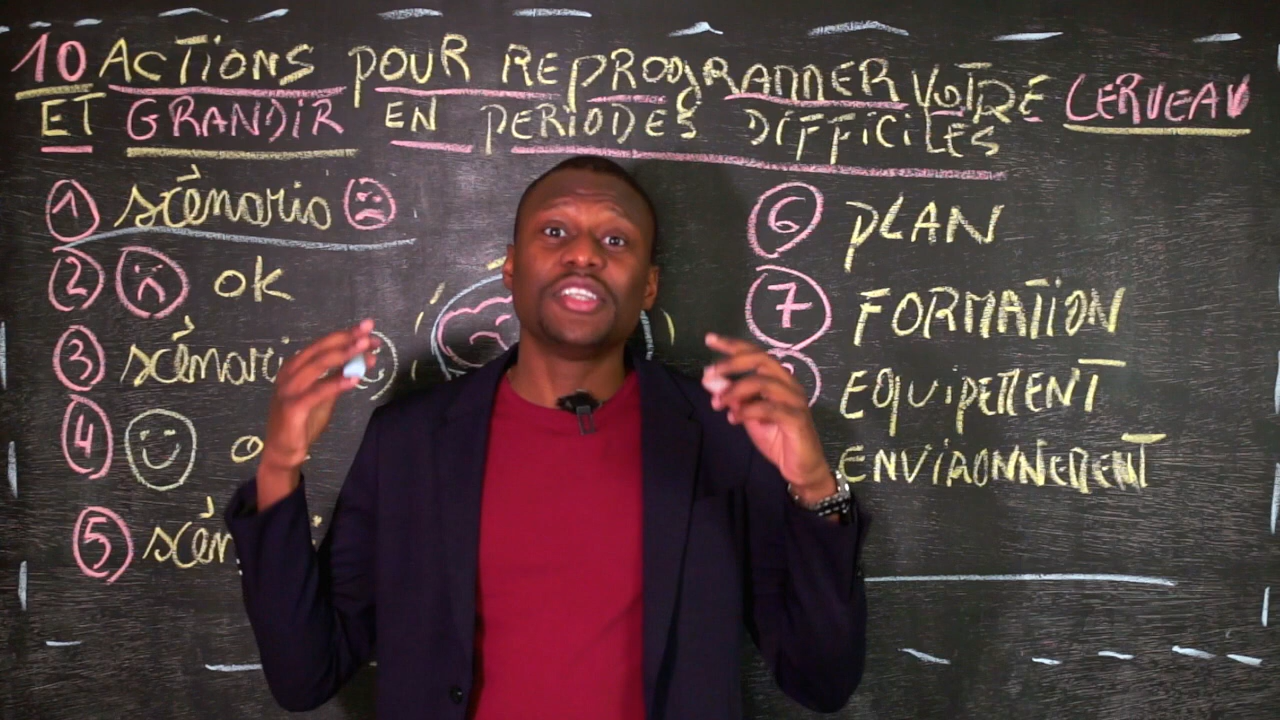 10 ACTIONS POUR REPROGRAMMER VOTRE CERVEAU
ET GRANDIR EN PERIODES DIFFICILES
1 scénario
2 ok
3
4
5
6 PLAN
7 FORMATION
EQUIPEMENT
ENVIRONNEMENT